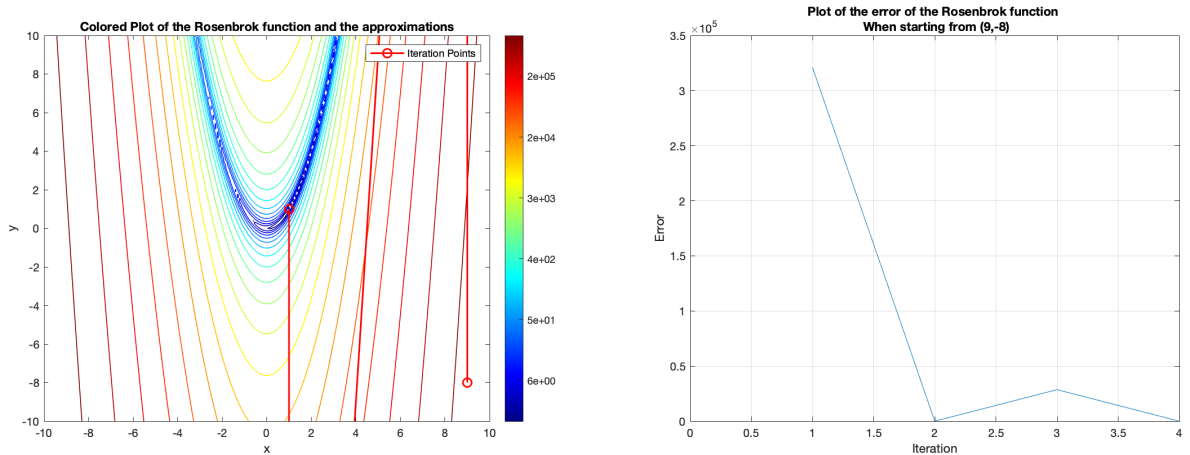 Colored Plot of the Rosenbrok function and the approximations
Iteration Points
10
8
6
4
2
0
-2
-4
-6
-8
-10
y
-10 -8 -6 -4 -2 0 2 4 6 8 10
x
2e+05
2e+04
3e+03
4e+02
5e+01
6e+00
Plot of the error of the Rosenbrok function
When starting from (9,-8)
×10^5
3.5
3
2.5
2
1.5
1
0.5
0
Error
0 0.5 1 1.5 2 2.5 3 3.5 4
Iteration